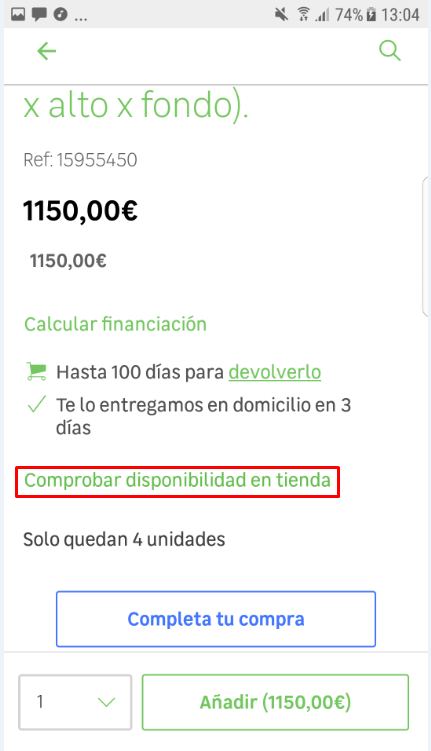 ... 74% 13:04
x alto x fondo).
Ref: 15955450
1150,00€
1150,00€
Calcular financiación
Hasta 100 días para devolverlo
Te lo entregamos en domicilio en 3
días
Comprobar disponibilidad en tienda
Solo quedan 4 unidades
Completa tu compra
1
Añadir (1150,00€)